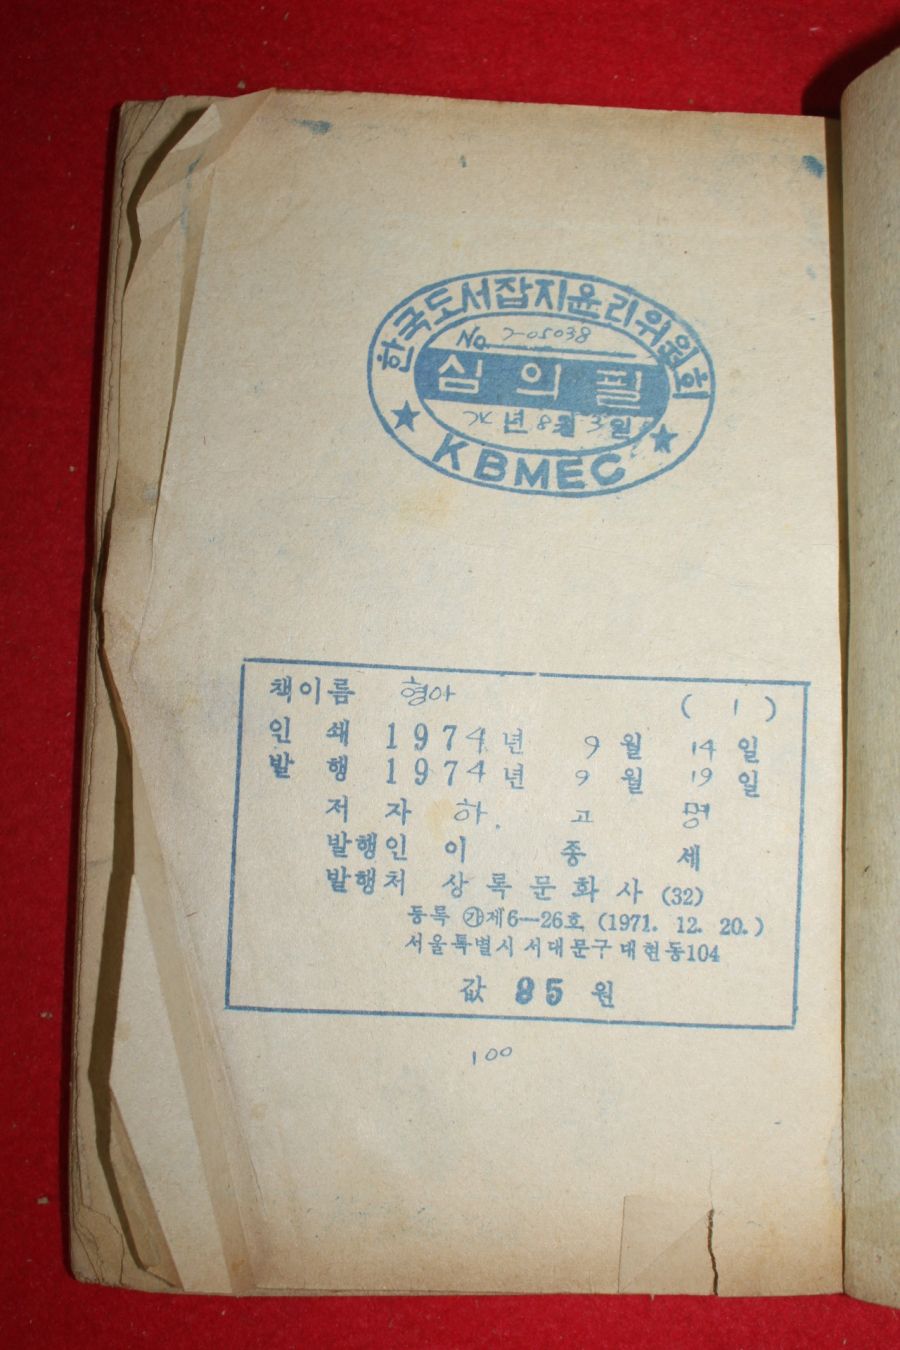 한국도서잡지윤리위원회
No. 7-05038
심의필
74년 8월 3일
★ KBMEC ★
책이름 형아 ( 1 )
인쇄 1974년 9월 14일
발행 1974년 9월 19일
저자 하 고 명
발행인 이 종 세
발행처 상록문화사 (32)
등록 ㉮제6—26호, (1971. 12. 20.)
서울특별시 서대문구 대현동104
값 85 원
100